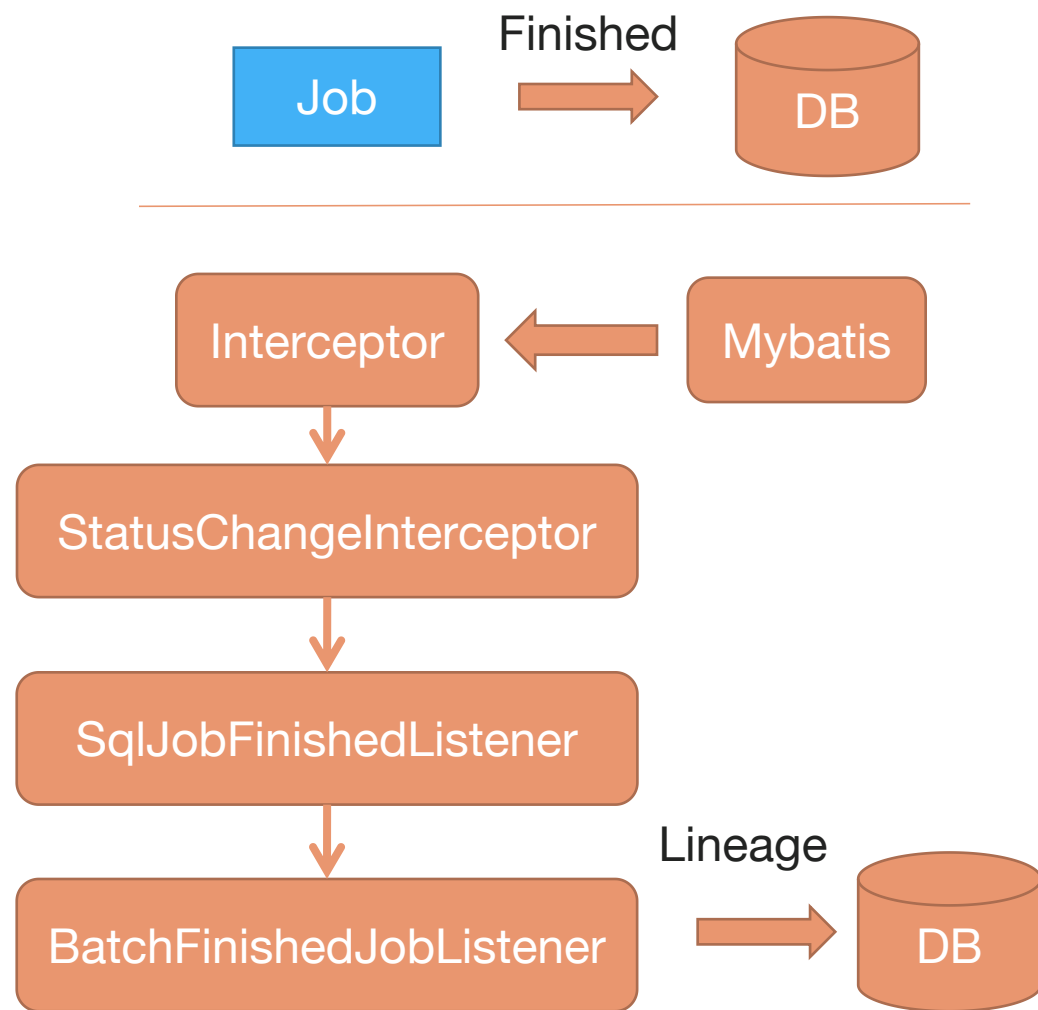 Finished
Job
DB
Interceptor
Mybatis
StatusChangeInterceptor
SqlJobFinishedListener
Lineage
BatchFinishedJobListener
DB